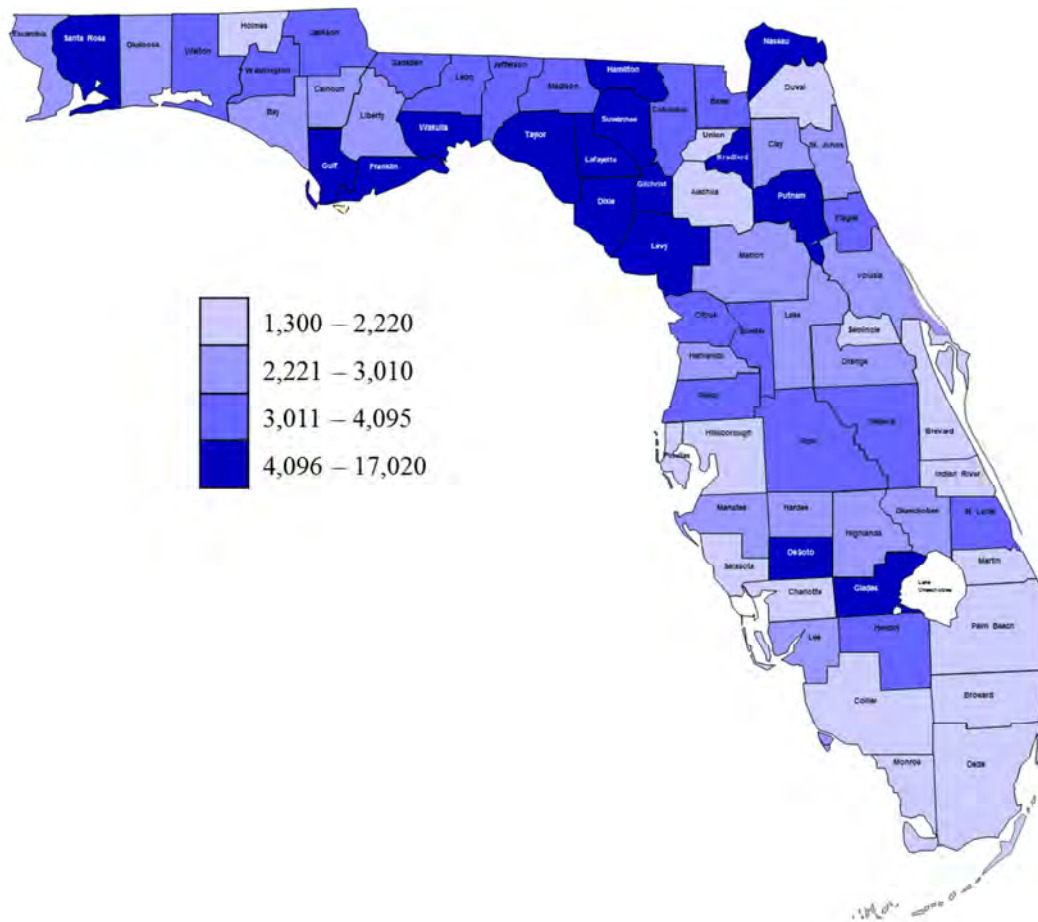 Escambia
Santa Rosa
Okaloosa
Walton
Holmes
Jackson
Washington
Bay
Calhoun
Gulf
Liberty
Gadsden
Franklin
Leon
Wakulla
Jefferson
Madison
Taylor
Hamilton
Suwannee
Lafayette
Dixie
Columbia
Gilchrist
Levy
Baker
Union
Bradford
Alachua
Nassau
Duval
Clay
St. Johns
Putnam
Flagler
Marion
Volusia
Citrus
Sumter
Lake
Seminole
Hernando
Orange
Pasco
Hillsborough
Pinellas
Polk
Osceola
Brevard
Indian River
Manatee
Hardee
Highlands
Okeechobee
St. Lucie
Sarasota
DeSoto
Martin
Charlotte
Glades
Lake
Okeechobee
Lee
Hendry
Palm Beach
Collier
Broward
Monroe
Dade
1,300 – 2,220
2,221 – 3,010
3,011 – 4,095
4,096 – 17,020